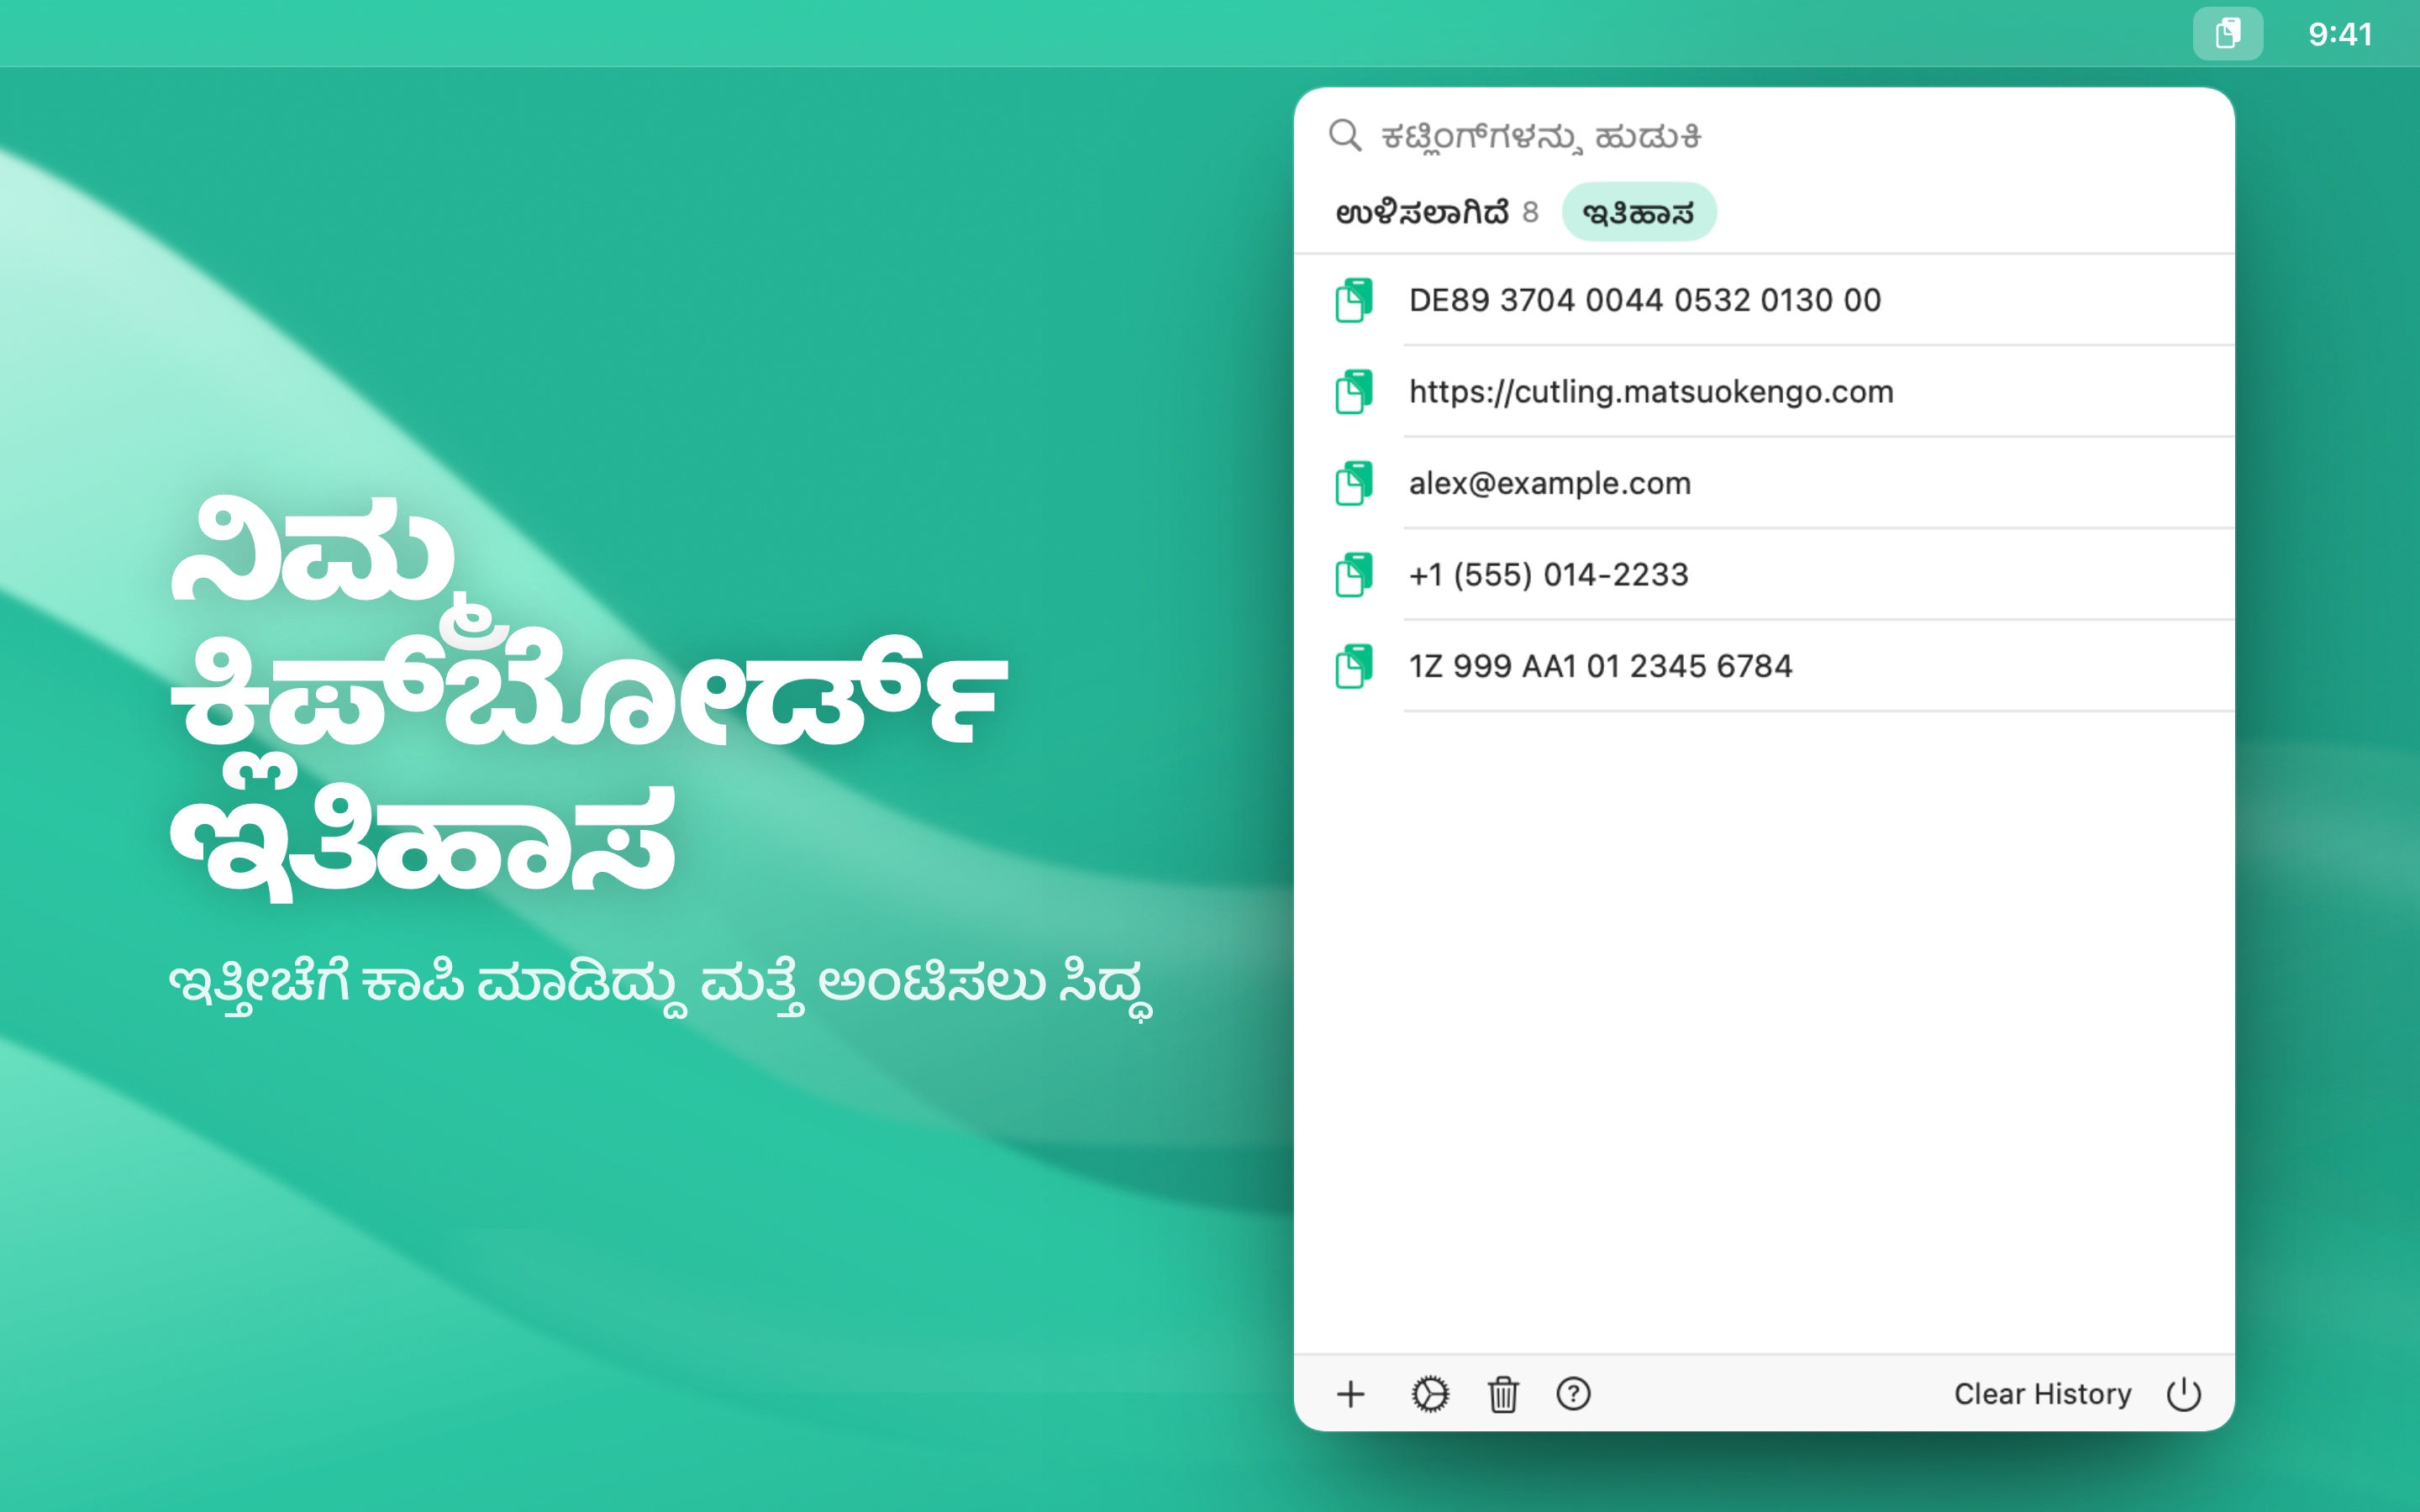 9:41
ಕಟ್ಲಿಂಗ್‌ಗಳನ್ನು ಹುಡುಕಿ
ಉಳಿಸಲಾಗಿದೆ 8 ಇತಿಹಾಸ
DE89 3704 0044 0532 0130 00
https://cutling.matsuokengo.com
alex@example.com
+1 (555) 014-2233
1Z 999 AA1 01 2345 6784
Clear History
ನಿಮ್ಮ
ಕ್ಲಿಪ್‌ಬೋರ್ಡ್
ಇತಿಹಾಸ
ಇತ್ತೀಚೆಗೆ ಕಾಪಿ ಮಾಡಿದ್ದು ಮತ್ತೆ ಅಂಟಿಸಲು ಸಿದ್ಧ